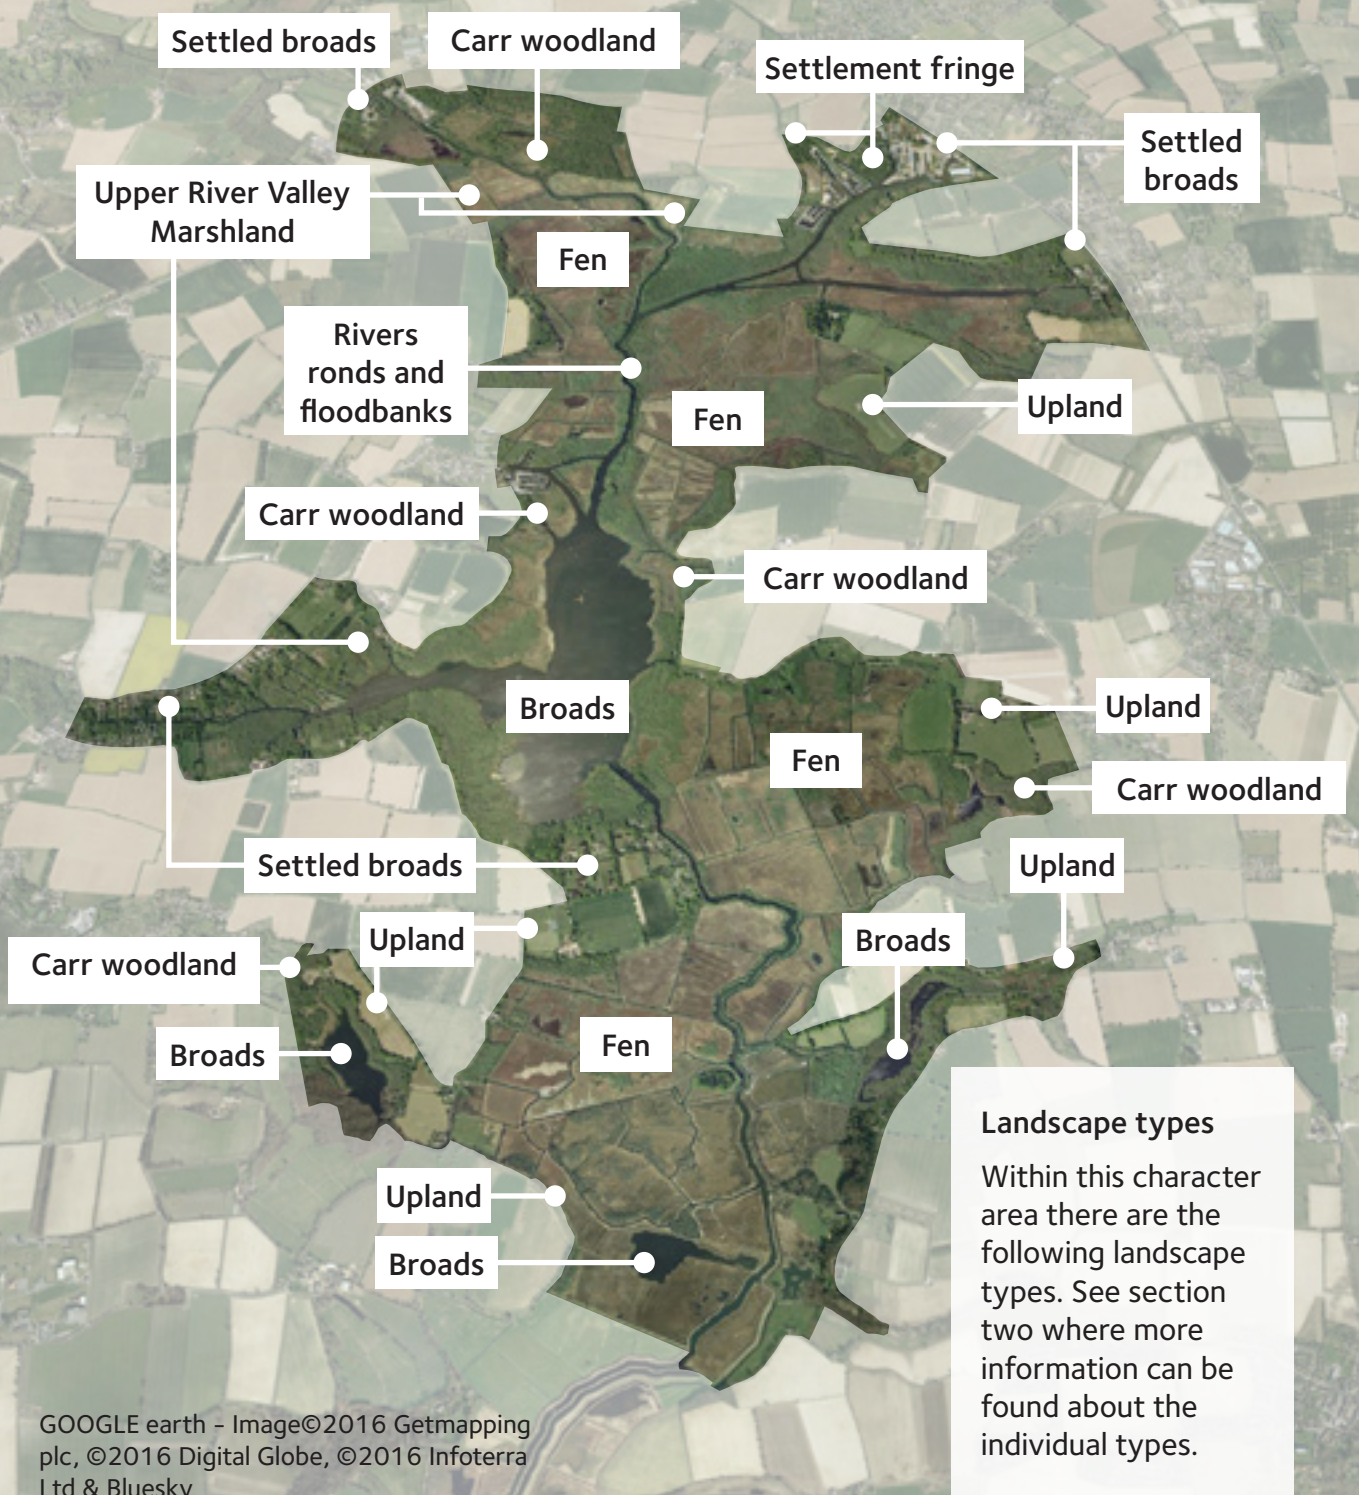 Settled broads
Carr woodland
Settlement fringe
Settled
broads
Upper River Valley
Marshland
Fen
Rivers
ronds and
floodbanks
Fen
Upland
Carr woodland
Carr woodland
Broads
Upland
Fen
Carr woodland
Settled broads
Upland
Upland
Broads
Carr woodland
Broads
Fen
Upland
Broads
Landscape types
Within this character
area there are the
following landscape
types. See section
two where more
information can be
found about the
individual types.
GOOGLE earth – Image©2016 Getmapping
plc, ©2016 Digital Globe, ©2016 Infoterra
Ltd & Bluesky